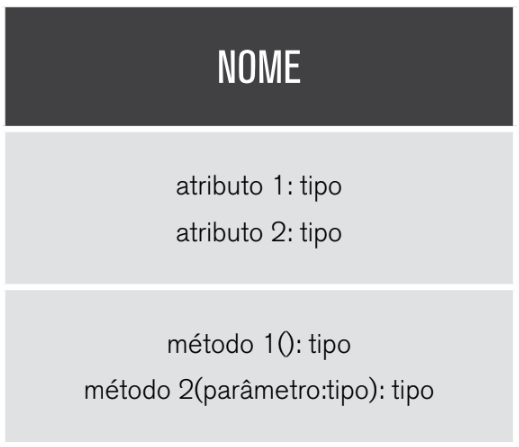 NOME
atributo 1: tipo
atributo 2: tipo
método 1(): tipo
método 2(parâmetro:tipo): tipo